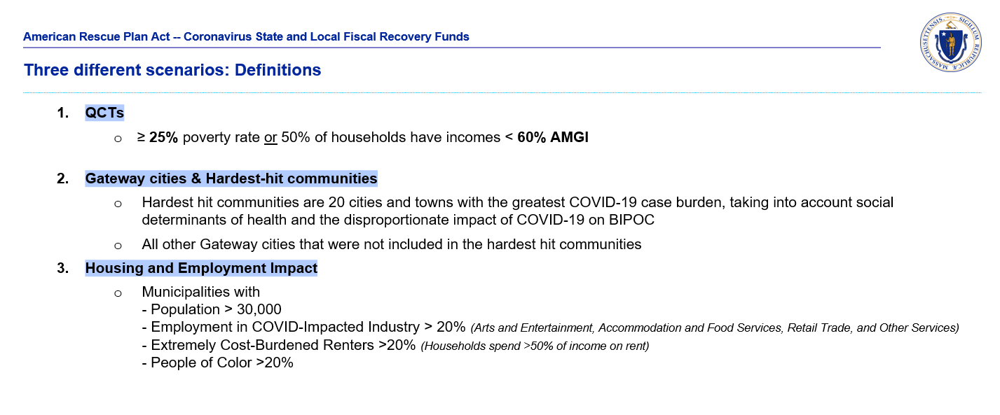 American Rescue Plan Act -- Coronavirus State and Local Fiscal Recovery Funds
Three different scenarios: Definitions
1. QCTs
o ≥ 25% poverty rate or 50% of households have incomes < 60% AMGI
2. Gateway cities & Hardest-hit communities
o Hardest hit communities are 20 cities and towns with the greatest COVID-19 case burden, taking into account social
determinants of health and the disproportionate impact of COVID-19 on BIPOC
o All other Gateway cities that were not included in the hardest hit communities
3. Housing and Employment Impact
o Municipalities with
- Population > 30,000
- Employment in COVID-Impacted Industry > 20% (Arts and Entertainment, Accommodation and Food Services, Retail Trade, and Other Services)
- Extremely Cost-Burdened Renters >20% (Households spend >50% of income on rent)
- People of Color >20%
SIGILLUM REIPUBLICÆ MASSACHUSETTENSIS